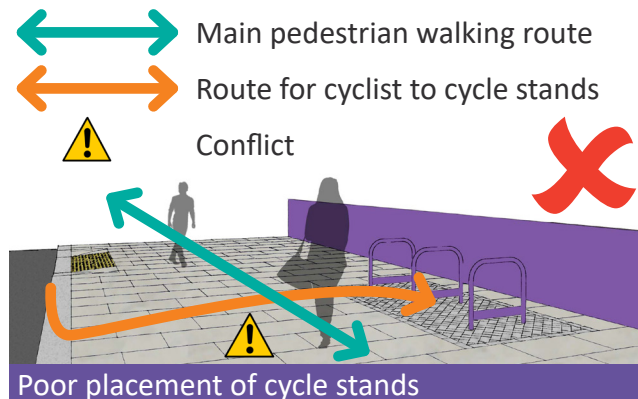 Main pedestrian walking route
Route for cyclist to cycle stands
Conflict
Poor placement of cycle stands